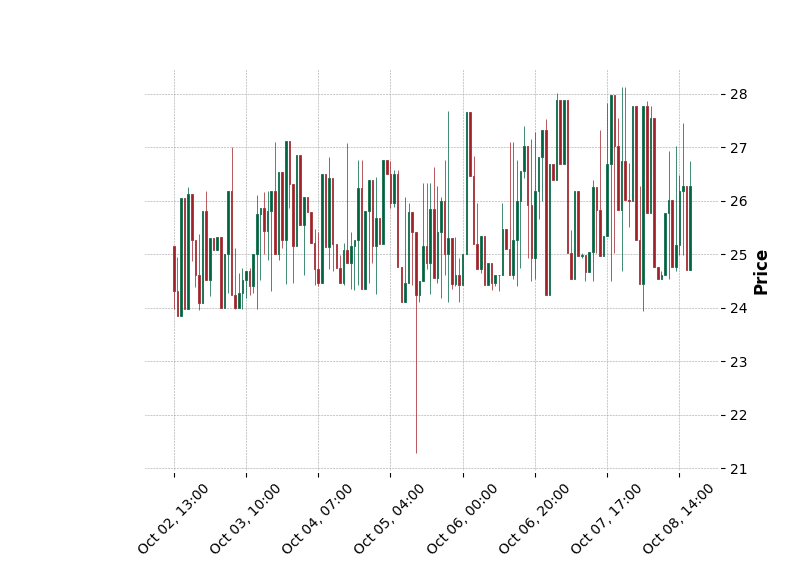 28
27
26
25
24
23
22
21
Price
Oct 02, 13:00
Oct 03, 10:00
Oct 04, 07:00
Oct 05, 04:00
Oct 06, 00:00
Oct 06, 20:00
Oct 07, 17:00
Oct 08, 14:00